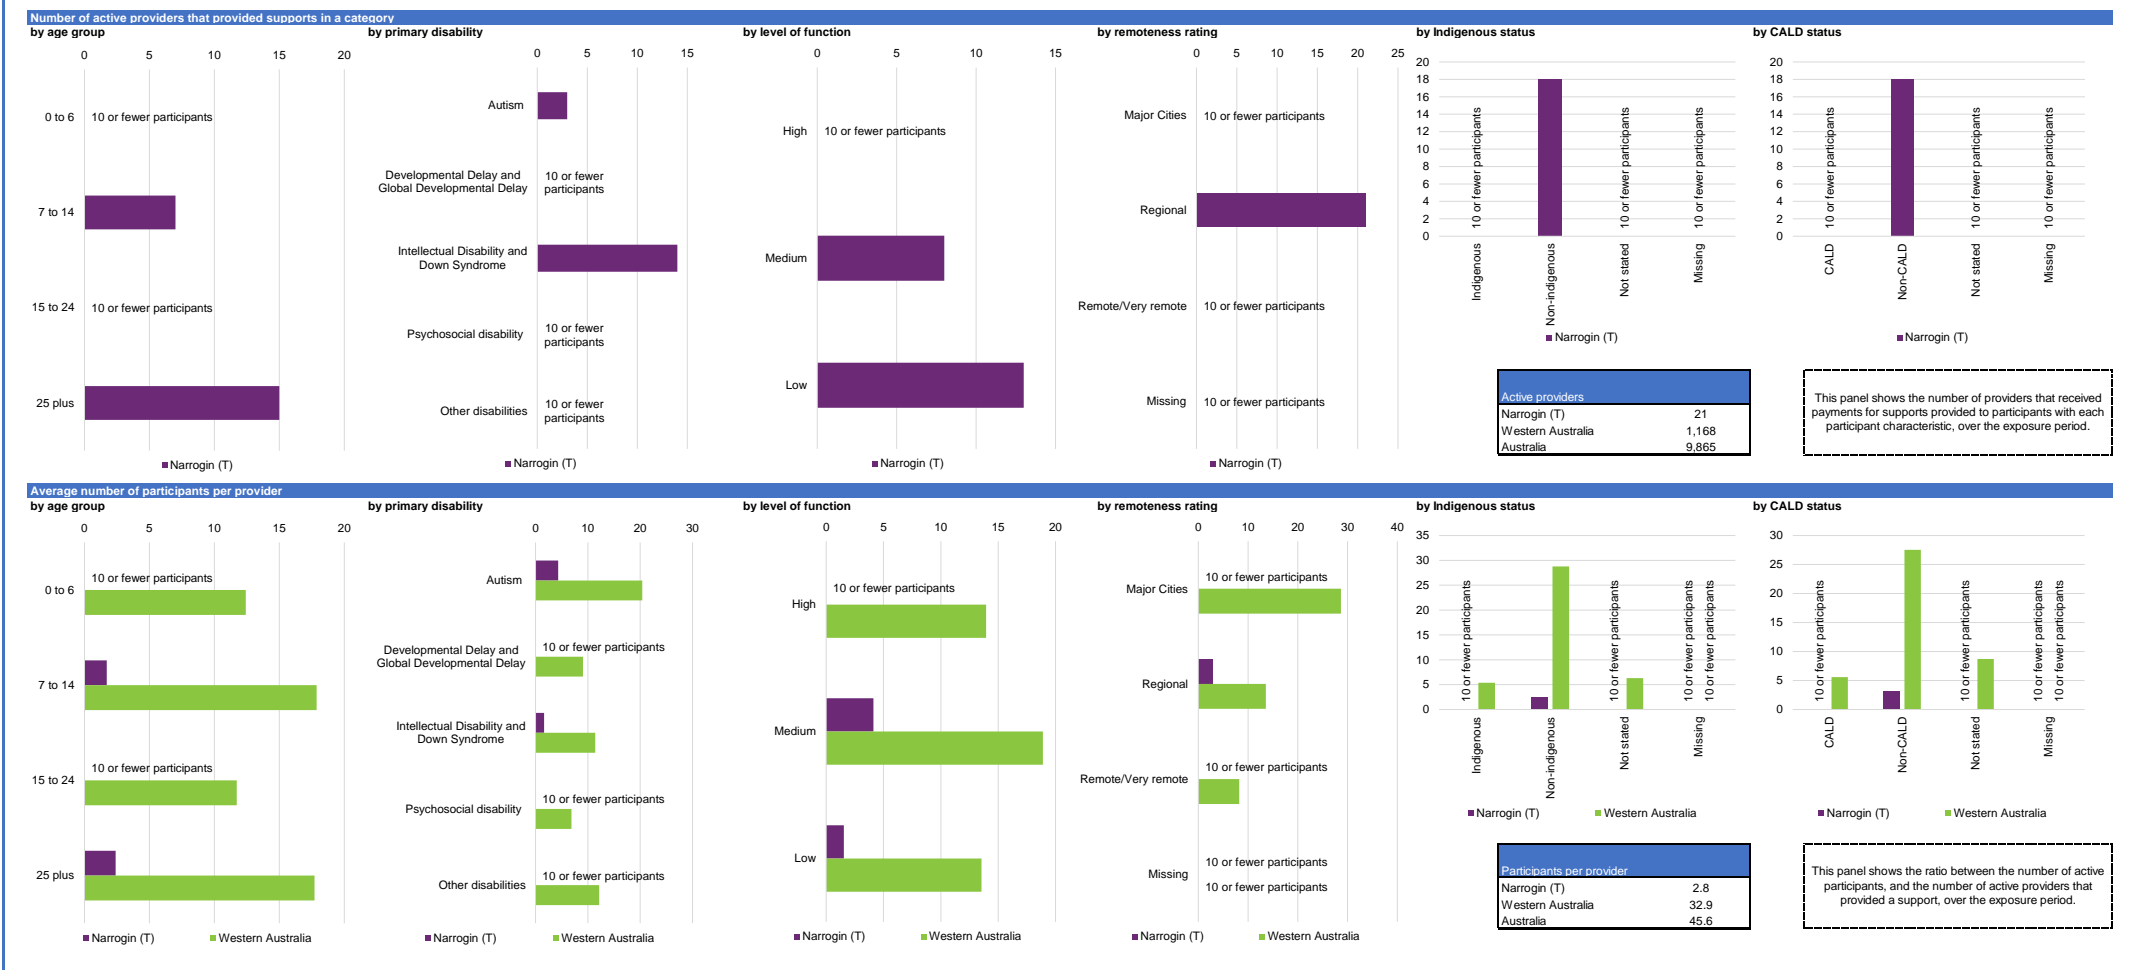 Number of active providers that provided supports in a category
by age group
0 5 10 15 20
0 to 6
10 or fewer participants
7 to 14
15 to 24
10 or fewer participants
25 plus
Narrogin (T)
by primary disability
0 5 10 15
Autism
Developmental Delay and
Global Developmental Delay
10 or fewer
participants
Intellectual Disability and
Down Syndrome
Psychosocial disability
10 or fewer
participants
Other disabilities
10 or fewer
participants
Narrogin (T)
by level of function
0 5 10 15
High
10 or fewer participants
Medium
Low
Narrogin (T)
by remoteness rating
0 5 10 15 20 25
Major Cities
10 or fewer participants
Regional
Remote/Very remote
10 or fewer participants
Missing
10 or fewer participants
Narrogin (T)
by Indigenous status
20
18
16
14
12
10
8
6
4
2
0
10 or fewer participants
10 or fewer participants
10 or fewer participants
Indigenous
Non-indigenous
Not stated
Missing
Narrogin (T)
by CALD status
20
18
16
14
12
10
8
6
4
2
0
10 or fewer participants
10 or fewer participants
10 or fewer participants
CALD
Non-CALD
Not stated
Missing
Narrogin (T)
Active providers
Narrogin (T) 21
Western Australia 1,168
Australia 9,865
This panel shows the number of providers that received
payments for supports provided to participants with each
participant characteristic, over the exposure period.
Average number of participants per provider
by age group
0 5 10 15 20
0 to 6
10 or fewer participants
7 to 14
15 to 24
10 or fewer participants
25 plus
Narrogin (T) Western Australia
by primary disability
0 10 20 30
Autism
Developmental Delay and
Global Developmental Delay
10 or fewer participants
Intellectual Disability and
Down Syndrome
Psychosocial disability
10 or fewer participants
Other disabilities
10 or fewer participants
Narrogin (T) Western Australia
by level of function
0 5 10 15 20
High
10 or fewer participants
Medium
Low
Narrogin (T) Western Australia
by remoteness rating
0 10 20 30 40
Major Cities
10 or fewer participants
Regional
Remote/Very remote
10 or fewer participants
Missing
10 or fewer participants
10 or fewer participants
Narrogin (T) Western Australia
by Indigenous status
35
30
25
20
15
10
5
0
10 or fewer participants
10 or fewer participants
10 or fewer participants
10 or fewer participants
Indigenous
Non-indigenous
Not stated
Missing
Narrogin (T) Western Australia
by CALD status
30
25
20
15
10
5
0
10 or fewer participants
10 or fewer participants
10 or fewer participants
10 or fewer participants
CALD
Non-CALD
Not stated
Missing
Narrogin (T) Western Australia
Participants per provider
Narrogin (T) 2.8
Western Australia 32.9
Australia 45.6
This panel shows the ratio between the number of active
participants, and the number of active providers that
provided a support, over the exposure period.